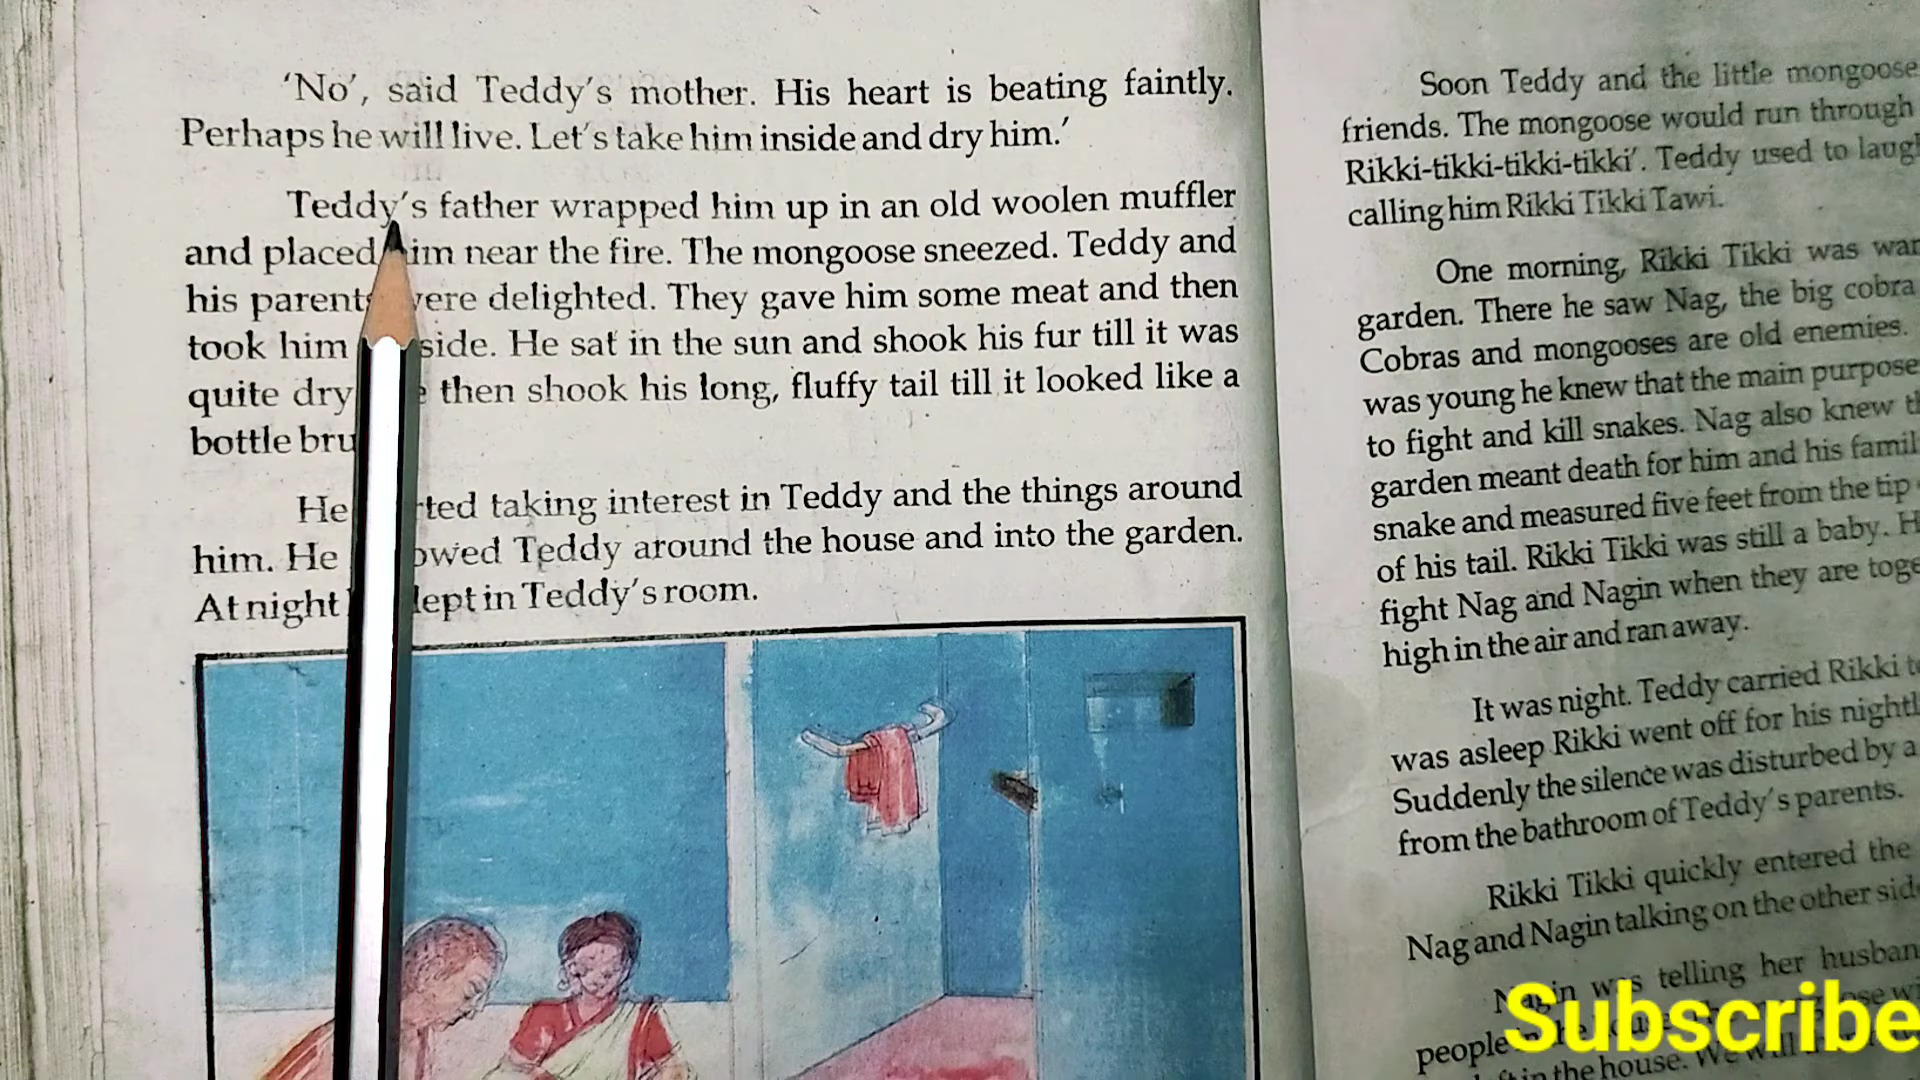 'No', said Teddy's mother. His heart is beating faintly.
Perhaps he will live. Let's take him inside and dry him.'
Teddy's father wrapped him up in an old woolen muffler
and placed him near the fire. The mongoose sneezed. Teddy and
his parents were delighted. They gave him some meat and then
took him side. He sat in the sun and shook his fur till it was
quite dry then shook his long, fluffy tail till it looked like a
bottle bru
He rted taking interest in Teddy and the things around
him. He owed Teddy around the house and into the garden.
At night lept in Teddy's room.
Soon Teddy and the little mongoose
friends. The mongoose would run through
Rikki-tikki-tikki-tikki'. Teddy used to laugh
calling him Rikki Tikki Tawi.
One morning, Rikki Tikki was
garden. There he saw Nag, the big cobra
Cobras and mongooses are old enemies.
was young he knew that the main purpose
to fight and kill snakes. Nag also knew
garden meant death for him and his
snake and measured five feet from the tip
of his tail. Rikki Tikki was still a baby.
fight Nag and Nagin when they are
high in the air and ran away.
It was night. Teddy carried Rikki
was asleep Rikki went off for his
Suddenly the silence was disturbed by a
from the bathroom of Teddy's parents.
Rikki Tikki quickly entered the
Nag and Nagin talking on the other
Nagin was telling her
people
in the house. We will
Subscribe